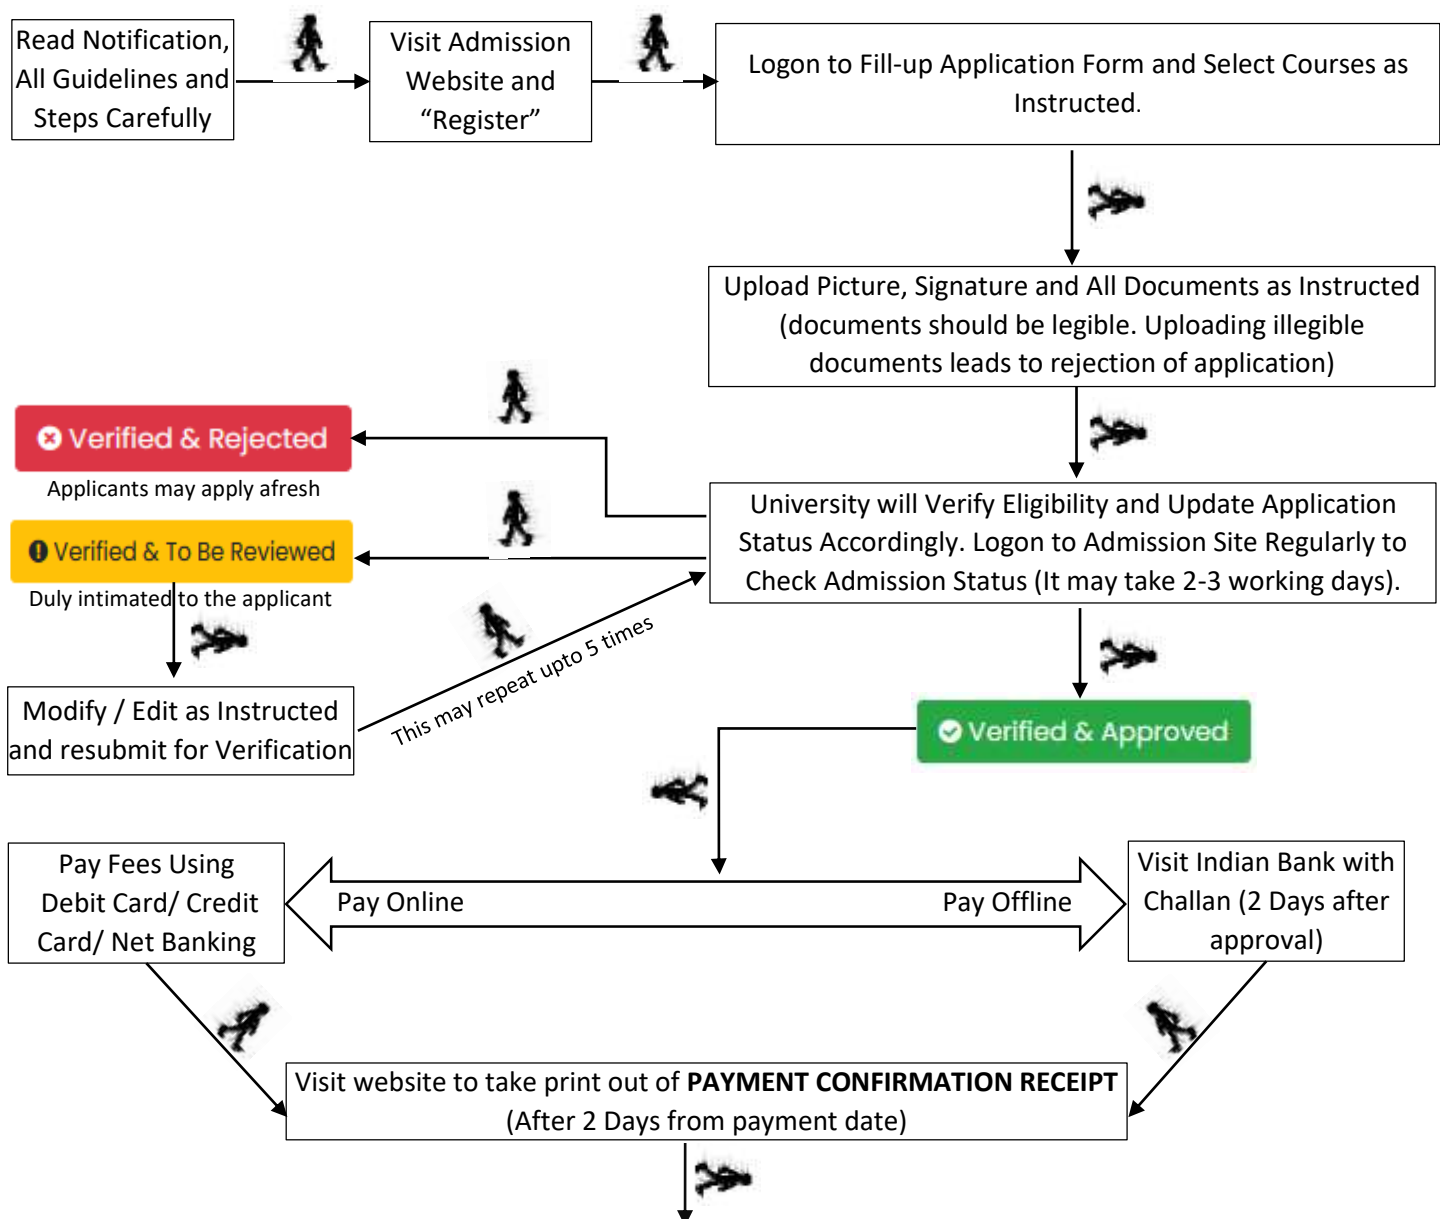 Read Notification,
All Guidelines and
Steps Carefully
Visit Admission
Website and
“Register”
Logon to Fill-up Application Form and Select Courses as
Instructed.
Upload Picture, Signature and All Documents as Instructed
(documents should be legible. Uploading illegible
documents leads to rejection of application)
Verified & Rejected
Applicants may apply afresh
Verified & To Be Reviewed
Duly intimated to the applicant
University will Verify Eligibility and Update Application
Status Accordingly. Logon to Admission Site Regularly to
Check Admission Status (It may take 2-3 working days).
Modify / Edit as Instructed
and resubmit for Verification
This may repeat upto 5 times
Verified & Approved
Pay Fees Using
Debit Card/ Credit
Card/ Net Banking
Pay Online
Pay Offline
Visit Indian Bank with
Challan (2 Days after
approval)
Visit website to take print out of PAYMENT CONFIRMATION RECEIPT
(After 2 Days from payment date)